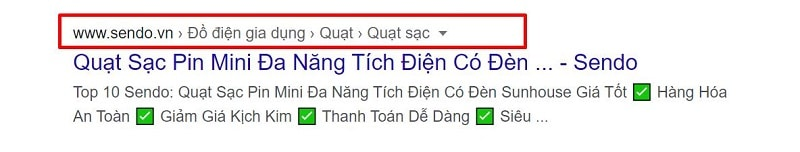 www.sendo.vn › Đồ điện gia dụng › Quạt › Quạt sạc
Quạt Sạc Pin Mini Đa Năng Tích Điện Có Đèn ... - Sendo
Top 10 Sendo: Quạt Sạc Pin Mini Đa Năng Tích Điện Có Đèn Sunhouse Giá Tốt ✅ Hàng Hóa
An Toàn ✅ Giảm Giá Kịch Kim ✅ Thanh Toán Dễ Dàng ✅ Siêu ...